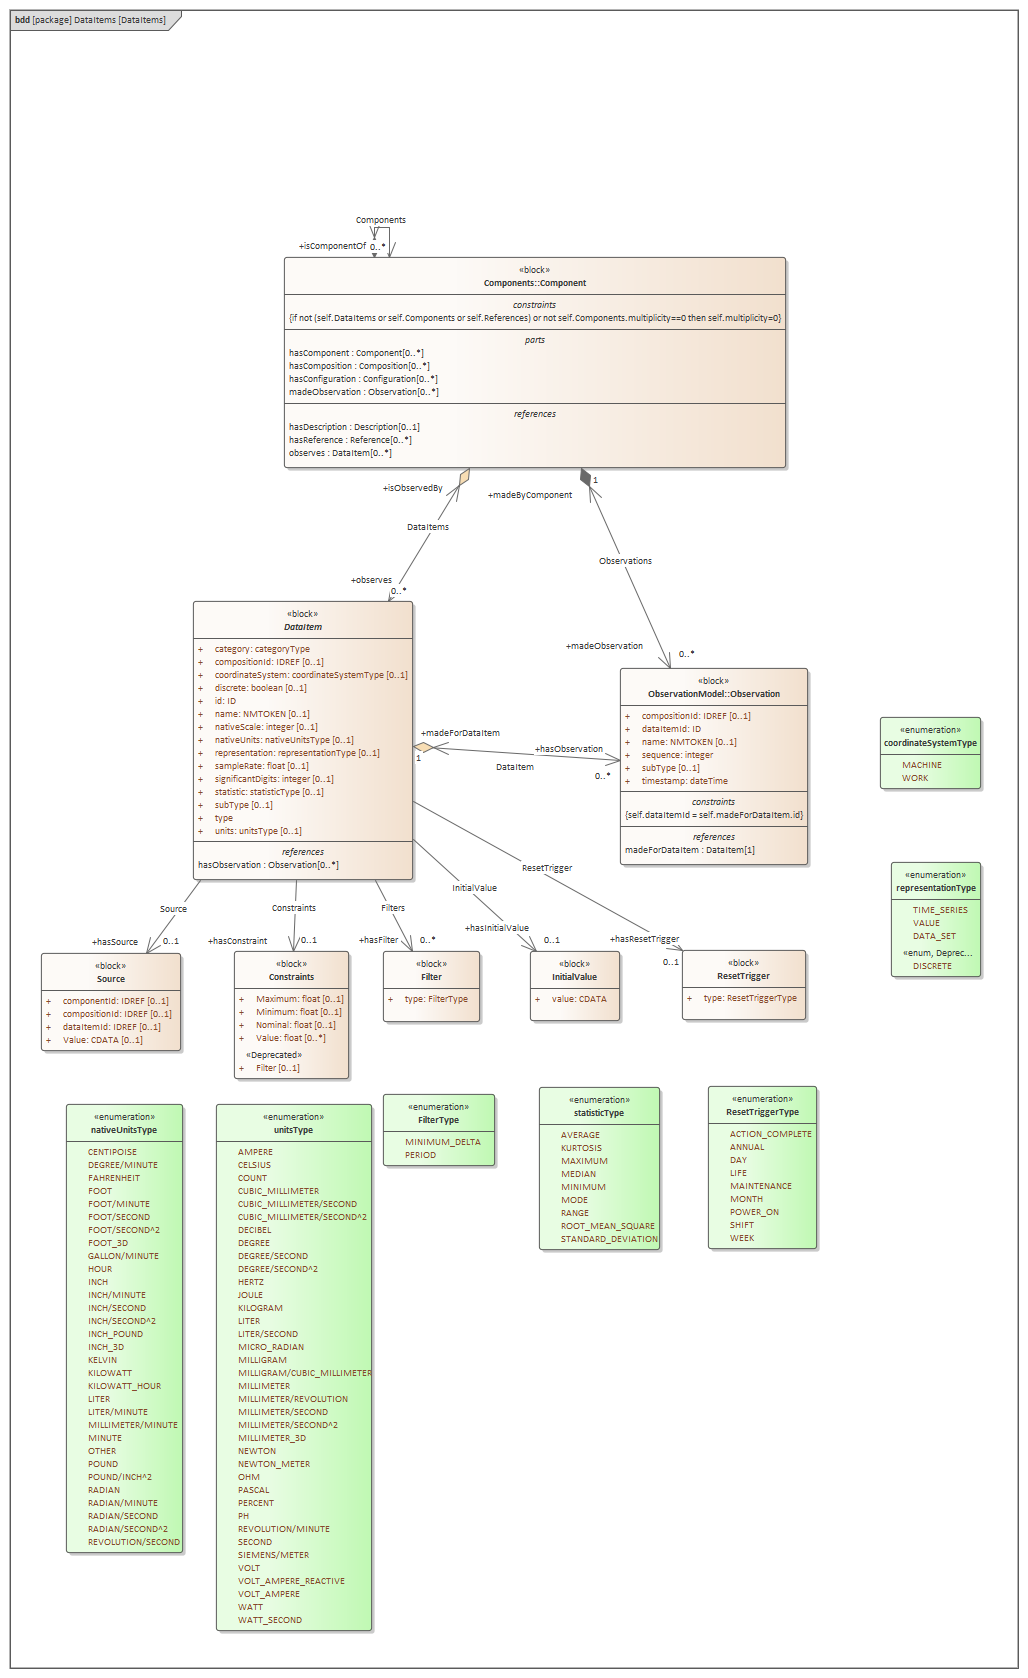 bdd [package] DataItems [DataItems]
Components
+isComponentOf 0..*
«block»
Components::Component
constraints
{if not (self.DataItems or self.Components or self.References) or not self.Components.multiplicity==0 then self.multiplicity=0}
parts
hasComponent : Component[0..*]
hasComposition : Composition[0..*]
hasConfiguration : Configuration[0..*]
madeObservation : Observation[0..*]
references
hasDescription : Description[0..1]
hasReference : Reference[0..*]
observes : DataItem[0..*]
+isObservedBy
DataItems
+observes
0..*
1
+madeByComponent
Observations
+madeObservation
0..*
«block»
DataItem
+ category: categoryType
+ compositionId: IDREF [0..1]
+ coordinateSystem: coordinateSystemType [0..1]
+ discrete: boolean [0..1]
+ id: ID
+ name: NMTOKEN [0..1]
+ nativeScale: integer [0..1]
+ nativeUnits: nativeUnitsType [0..1]
+ representation: representationType [0..1]
+ sampleRate: float [0..1]
+ significantDigits: integer [0..1]
+ statistic: statisticType [0..1]
+ subType [0..1]
+ type
+ units: unitsType [0..1]
references
hasObservation : Observation[0..*]
+madeForDataItem
1
+hasObservation
DataItem
0..*
«block»
ObservationModel::Observation
+ compositionId: IDREF [0..1]
+ dataItemId: ID
+ name: NMTOKEN [0..1]
+ sequence: integer
+ subType [0..1]
+ timestamp: dateTime
constraints
{self.dataItemId = self.madeForDataItem.id}
references
madeForDataItem : DataItem[1]
«enumeration»
coordinateSystemType
MACHINE
WORK
«enumeration»
representationType
TIME_SERIES
VALUE
DATA_SET
«enum, Deprec...
DISCRETE
Source
+hasSource
0..1
Constraints
+hasConstraint
0..1
Filters
+hasFilter
0..*
InitialValue
+hasInitialValue
0..1
ResetTrigger
+hasResetTrigger
0..1
«block»
Source
+ componentId: IDREF [0..1]
+ compositionId: IDREF [0..1]
+ dataItemId: IDREF [0..1]
+ Value: CDATA [0..1]
«block»
Constraints
+ Maximum: float [0..1]
+ Minimum: float [0..1]
+ Nominal: float [0..1]
+ Value: float [0..*]
«Deprecated»
+ Filter [0..1]
«block»
Filter
+ type: FilterType
«block»
InitialValue
+ value: CDATA
«block»
ResetTrigger
+ type: ResetTriggerType
«enumeration»
nativeUnitsType
CENTIPOISE
DEGREE/MINUTE
FAHRENHEIT
FOOT
FOOT/MINUTE
FOOT/SECOND
FOOT/SECOND^2
FOOT_3D
GALLON/MINUTE
HOUR
INCH
INCH/MINUTE
INCH/SECOND
INCH/SECOND^2
INCH_POUND
INCH_3D
KELVIN
KILOWATT
KILOWATT_HOUR
LITER
LITER/MINUTE
MILLIMETER/MINUTE
MINUTE
OTHER
POUND
POUND/INCH^2
RADIAN
RADIAN/MINUTE
RADIAN/SECOND
RADIAN/SECOND^2
REVOLUTION/SECOND
«enumeration»
unitsType
AMPERE
CELSIUS
COUNT
CUBIC_MILLIMETER
CUBIC_MILLIMETER/SECOND
CUBIC_MILLIMETER/SECOND^2
DECIBEL
DEGREE
DEGREE/SECOND
DEGREE/SECOND^2
HERTZ
JOULE
KILOGRAM
LITER
LITER/SECOND
MICRO_RADIAN
MILLIGRAM
MILLIGRAM/CUBIC_MILLIMETER
MILLIMETER
MILLIMETER/REVOLUTION
MILLIMETER/SECOND
MILLIMETER/SECOND^2
MILLIMETER_3D
NEWTON
NEWTON_METER
OHM
PASCAL
PERCENT
PH
REVOLUTION/MINUTE
SECOND
SIEMENS/METER
VOLT
VOLT_AMPERE_REACTIVE
VOLT_AMPERE
WATT
WATT_SECOND
«enumeration»
FilterType
MINIMUM_DELTA
PERIOD
«enumeration»
statisticType
AVERAGE
KURTOSIS
MAXIMUM
MEDIAN
MINIMUM
MODE
RANGE
ROOT_MEAN_SQUARE
STANDARD_DEVIATION
«enumeration»
ResetTriggerType
ACTION_COMPLETE
ANNUAL
DAY
LIFE
MAINTENANCE
MONTH
POWER_ON
SHIFT
WEEK